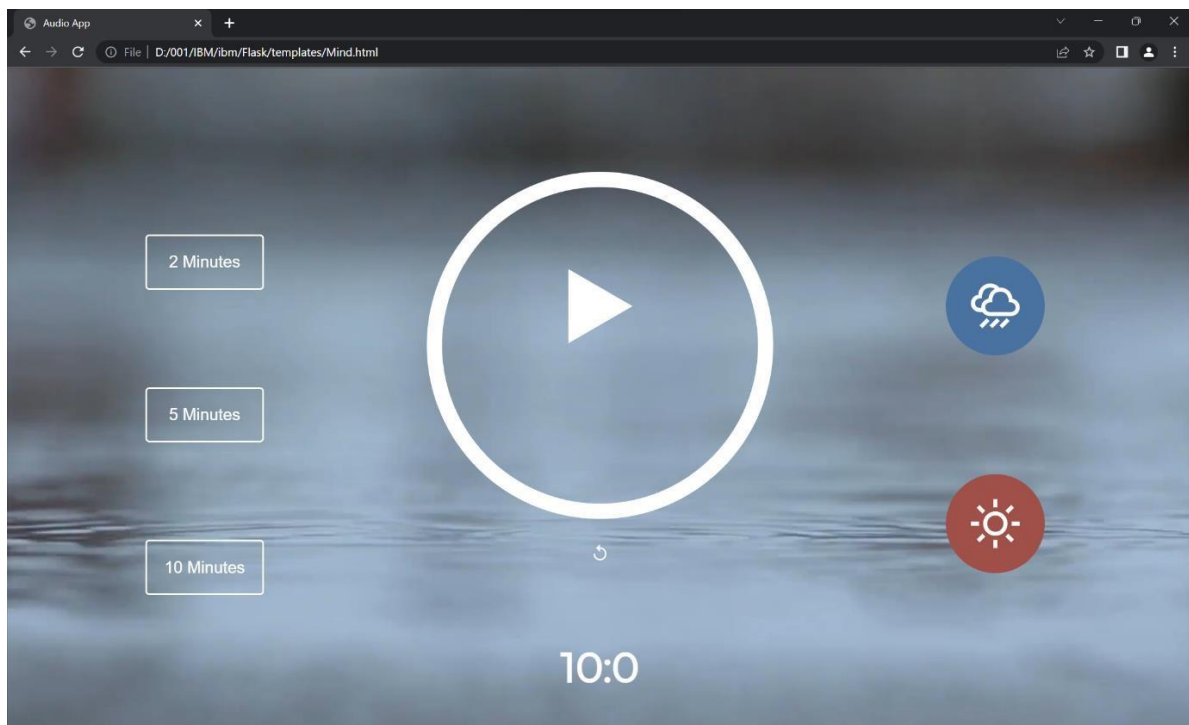 Audio App
File | D:/001/IBM/ibm/Flask/templates/Mind.html
2 Minutes
5 Minutes
10 Minutes
10:0